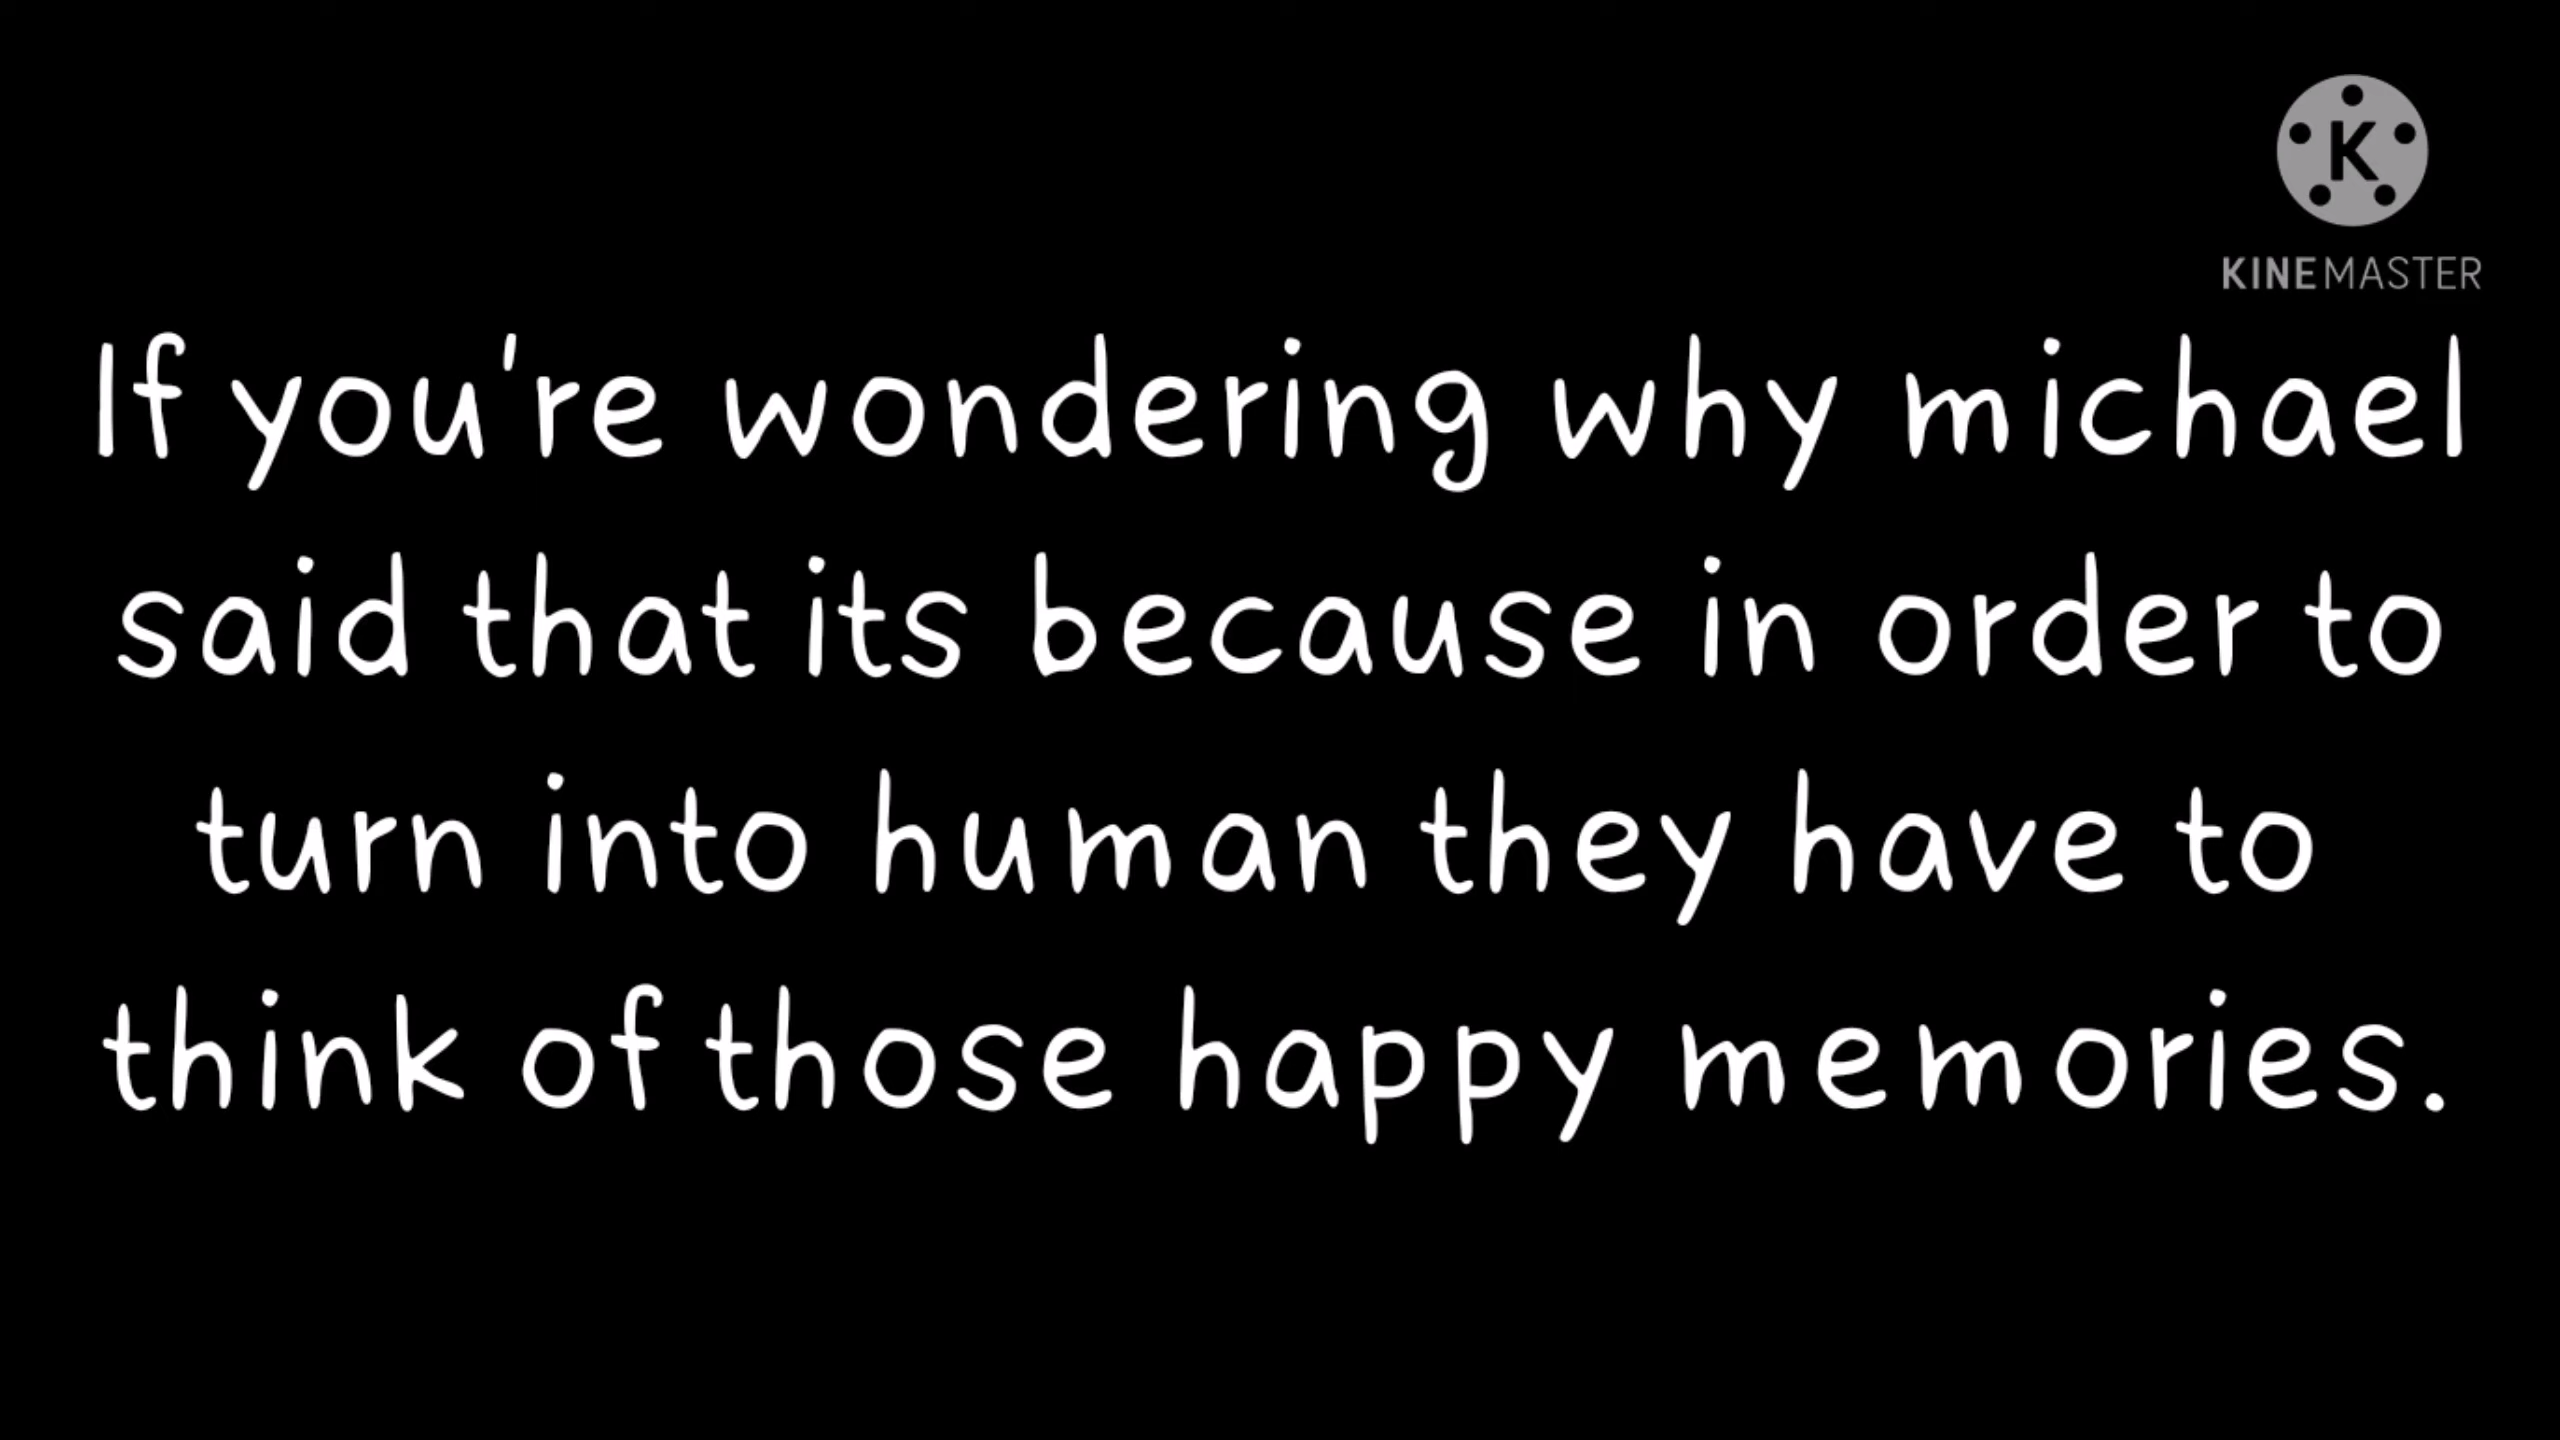 K
KINEMASTER
If you're wondering why michael
said that its because in order to
turn into human they have to
think of those happy memories.